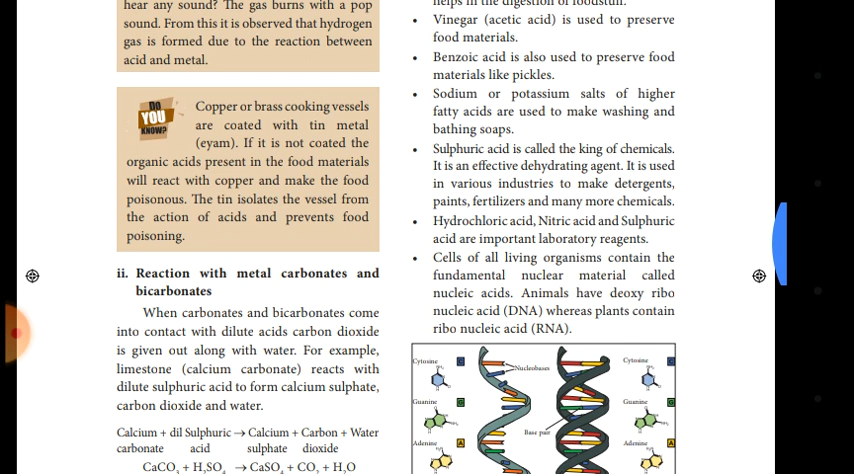 hear any sound? The gas burns with a pop
sound. From this it is observed that hydrogen
gas is formed due to the reaction between
acid and metal.
Do
YOU
KNOW?
Copper or brass cooking vessels
are coated with tin metal
(eyam). If it is not coated the
organic acids present in the food materials
will react with copper and make the food
poisonous. The tin isolates the vessel from
the action of acids and prevents food
poisoning.
ii. Reaction with metal carbonates and
bicarbonates
When carbonates and bicarbonates come
into contact with dilute acids carbon dioxide
is given out along with water. For example,
limestone (calcium carbonate) reacts with
dilute sulphuric acid to form calcium sulphate,
carbon dioxide and water.
Calcium + dil Sulphuric → Calcium + Carbon + Water
carbonate acid sulphate dioxide
CaCO3 + H2SO4 → CaSO4 + CO2 + H2O
helps in the digestion of foodstuff.
• Vinegar (acetic acid) is used to preserve
food materials.
• Benzoic acid is also used to preserve food
materials like pickles.
• Sodium or potassium salts of higher
fatty acids are used to make washing and
bathing soaps.
• Sulphuric acid is called the king of chemicals.
It is an effective dehydrating agent. It is used
in various industries to make detergents,
paints, fertilizers and many more chemicals.
• Hydrochloric acid, Nitric acid and Sulphuric
acid are important laboratory reagents.
• Cells of all living organisms contain the
fundamental nuclear material called
nucleic acids. Animals have deoxy ribo
nucleic acid (DNA) whereas plants contain
ribo nucleic acid (RNA).
Cytosine C
Nucleobases
Cytosine C
Guanine G
Guanine G
Base pair
Adenine A
Adenine A